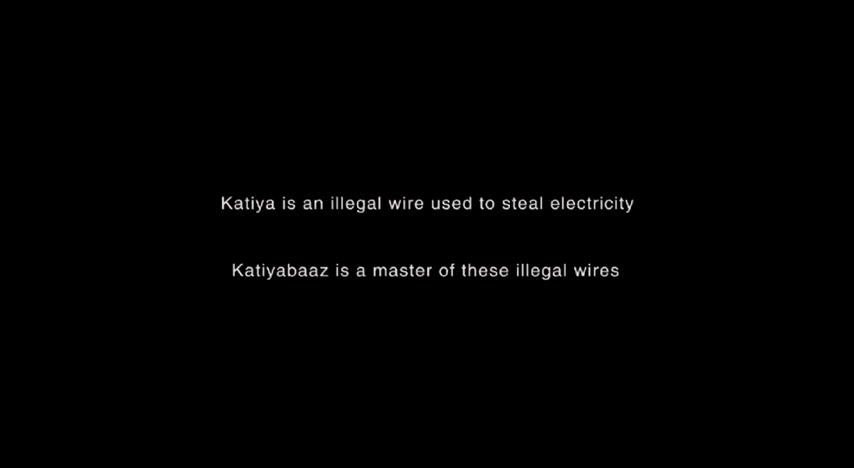 Katiya is an illegal wire used to steal electricity
Katiyabaaz is a master of these illegal wires